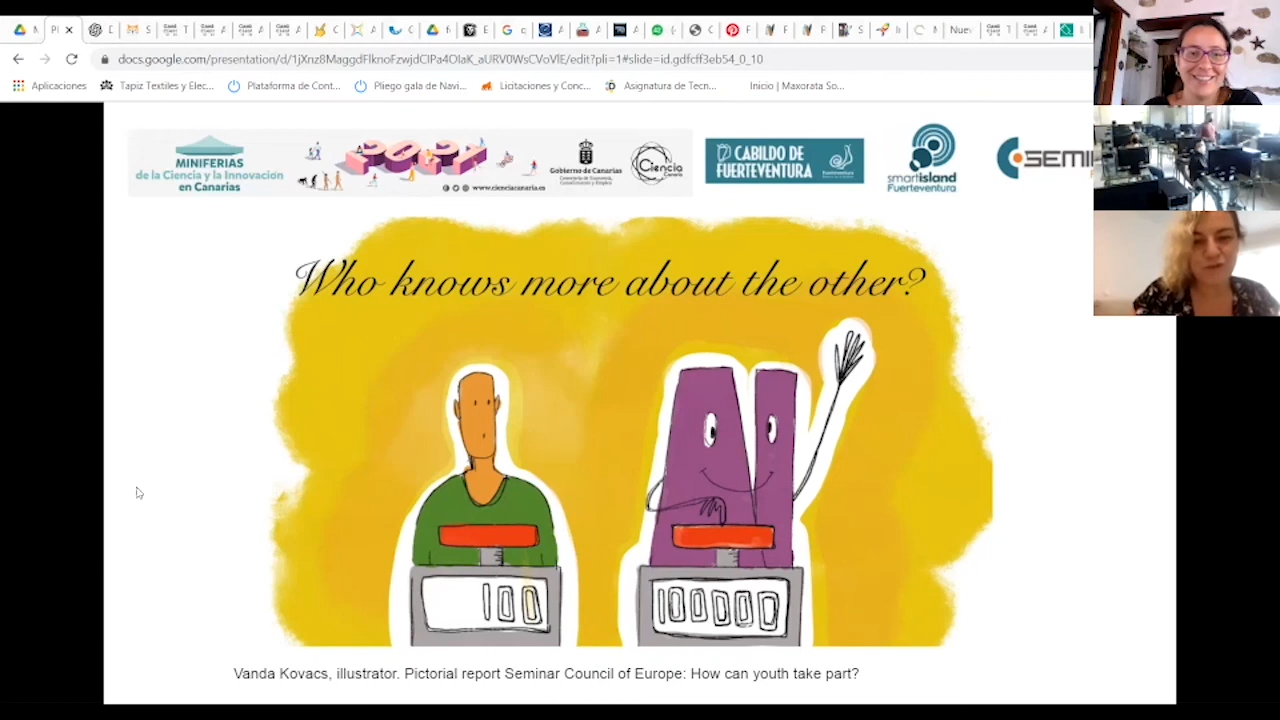 docs.google.com/presentation/d/1jXnz8MaggdFlknoFzwjdClPa4OlaK_aURV0WsCVoVlE/edit?pli=1#slide=id.gdfcff3eb54_0_10
Aplicaciones
Tapiz Textiles y Elec...
Plataforma de Cont...
Pliego gala de Navi...
Licitaciones y Conc...
Asignatura de Tecn...
Inicio | Maxorata So...
MINIFERIAS
de la Ciencia y la Innovación
en Canarias
2021
www.cienciacanaria.es
Gobierno de Canarias
Ciencia
CABILDO DE
FUERTEVENTURA
smartisland
Fuerteventura
SEMI
Who knows more about the other?
100
100000
Vanda Kovacs, illustrator. Pictorial report Seminar Council of Europe: How can youth take part?